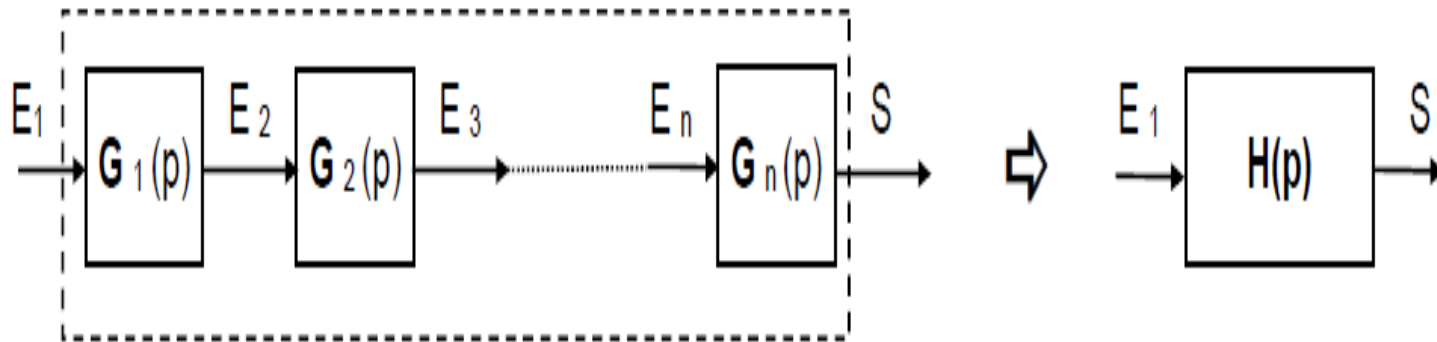 E₁ G₁(p) E₂ G₂(p) E₃ Eₙ Gₙ(p) S E₁ H(p) S